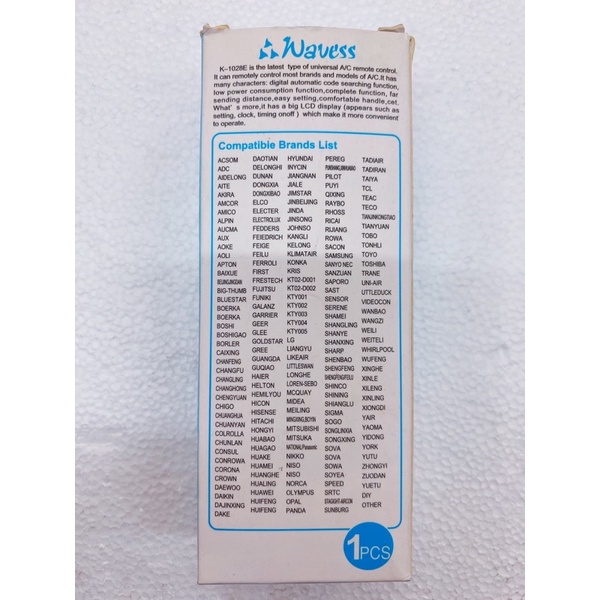 Wavess
K-1028E is the latest type of universal A/C remote control.
It can remotely control most brands and models of A/C.It has
many characters: digital automatic code searching function,
low power consumption function,complete function, far
sending distance,easy setting,comfortable handle,cet.
What's more,it has a big LCD display (appears such as
setting, clock, timing onoff ) which make it more convenient
to operate.
Compatibie Brands List
ACSOM
ADC
AIDELONG
AITE
AKIRA
AMCOR
AMICO
ALPIN
AUCMA
AUX
AOKE
AOLI
APTON
BAIXUE
BEIJINGJINGDIAN
BIG-THUMB
BLUESTAR
BOERKA
BOERKA
BOSHI
BOSHIGAO
BORLER
CAIXING
CHANFENG
CHANGFU
CHANGLING
CHANGHONG
CHENGYUAN
CHIGO
CHUANGHUA
CHUANYAN
COLROLLA
CHUNLAN
CONSUL
CONROWA
CORONA
CROWN
DAEWOO
DAIKIN
DAJINXING
DAKE
DAOTIAN
DELONGHI
DUNAN
DONGXIA
DONGXIBAO
ELCO
ELECTER
ELECTROLUX
FEDDERS
FEIEDRICH
FEIGE
FEILU
FERROLI
FIRST
FRESTECH
FUJITSU
FUNIKI
GALANZ
GARRIER
GEER
GLEE
GOLDSTAR
GREE
GUANGDA
GUQIAO
HAIER
HELTON
HEMILYOU
HICON
HISENSE
HITACHI
HONGYI
HUABAO
HUAGAO
HUAKE
HUAMEI
HUANGHE
HUALING
HUAWEI
HUIFENG
HUIFENG
HYUNDAI
INYCIN
JIANGNAN
JIALE
JIMSTAR
JINBEIJING
JINDA
JINSONG
JOHNSO
KANGLI
KELONG
KLIMATAIR
KONKA
KRIS
KT02-D001
KT02-D002
KTY001
KTY002
KTY003
KTY004
KTY005
LG
LIANGYU
LIKEAIR
LITTLESWAN
LONGHE
LOREN-SEBO
MCQUAY
MIDEA
MEILING
MITSUBISHI
MITSUKA
NATIONALPanasonic
NIKKO
NISO
NISO
NORCA
OLYMPUS
OPAL
PANDA
PEREG
PILOT
PUYI
QIXING
RAYBO
RHOSS
RICAI
RIJIANG
ROWA
SACON
SAMSUNG
SANYO NEC
SANZUAN
SAPORO
SAST
SENSOR
SERENE
SHAMEI
SHANGLING
SHANYE
SHANXING
SHARP
SHENBAO
SHENGFENG
SHENGFENGFEILU
SHINCO
SHINING
SHIANGLU
SIGMA
SOGO
SONGLINXIA
SONGXING
SOVA
SOVA
SOWA
SOYEA
SPEED
SRTC
SUNBURG
TADIAIR
TADIRAN
TAIYA
TCL
TEAC
TECO
TIANJINKONGTIAO
TIANYUAN
TOBO
TONHLI
TOYO
TOSHIBA
TRANE
UNI-AIR
UTTLEDUCK
VIDEOCON
WANBAO
WANGZI
WEILI
WEITELI
WHIRLPOOL
WUFENG
XINGHE
XINLE
XILENG
XINLING
XIONGDI
YAIR
YAOMA
YIDONG
YORK
YUTU
ZHONGYI
ZUODAN
YUETU
DIY
OTHER
1PCS